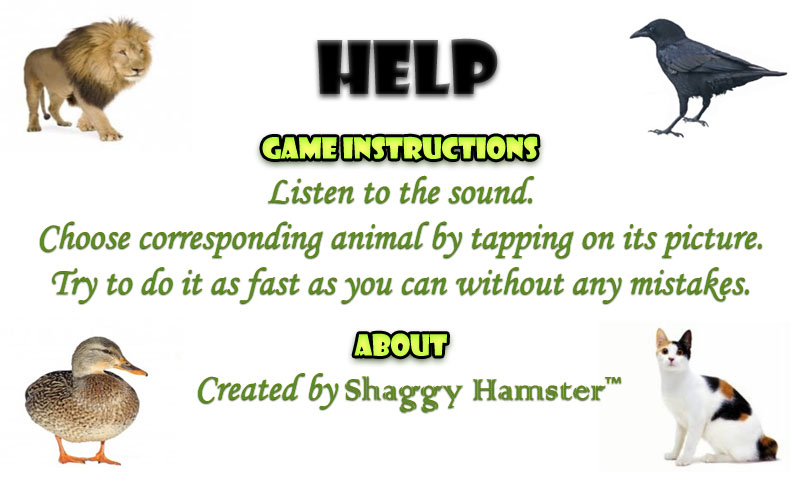 HELP
GAME INSTRUCTIONS
Listen to the sound.
Choose corresponding animal by tapping on its picture.
Try to do it as fast as you can without any mistakes.
ABOUT
Created by Shaggy Hamster™